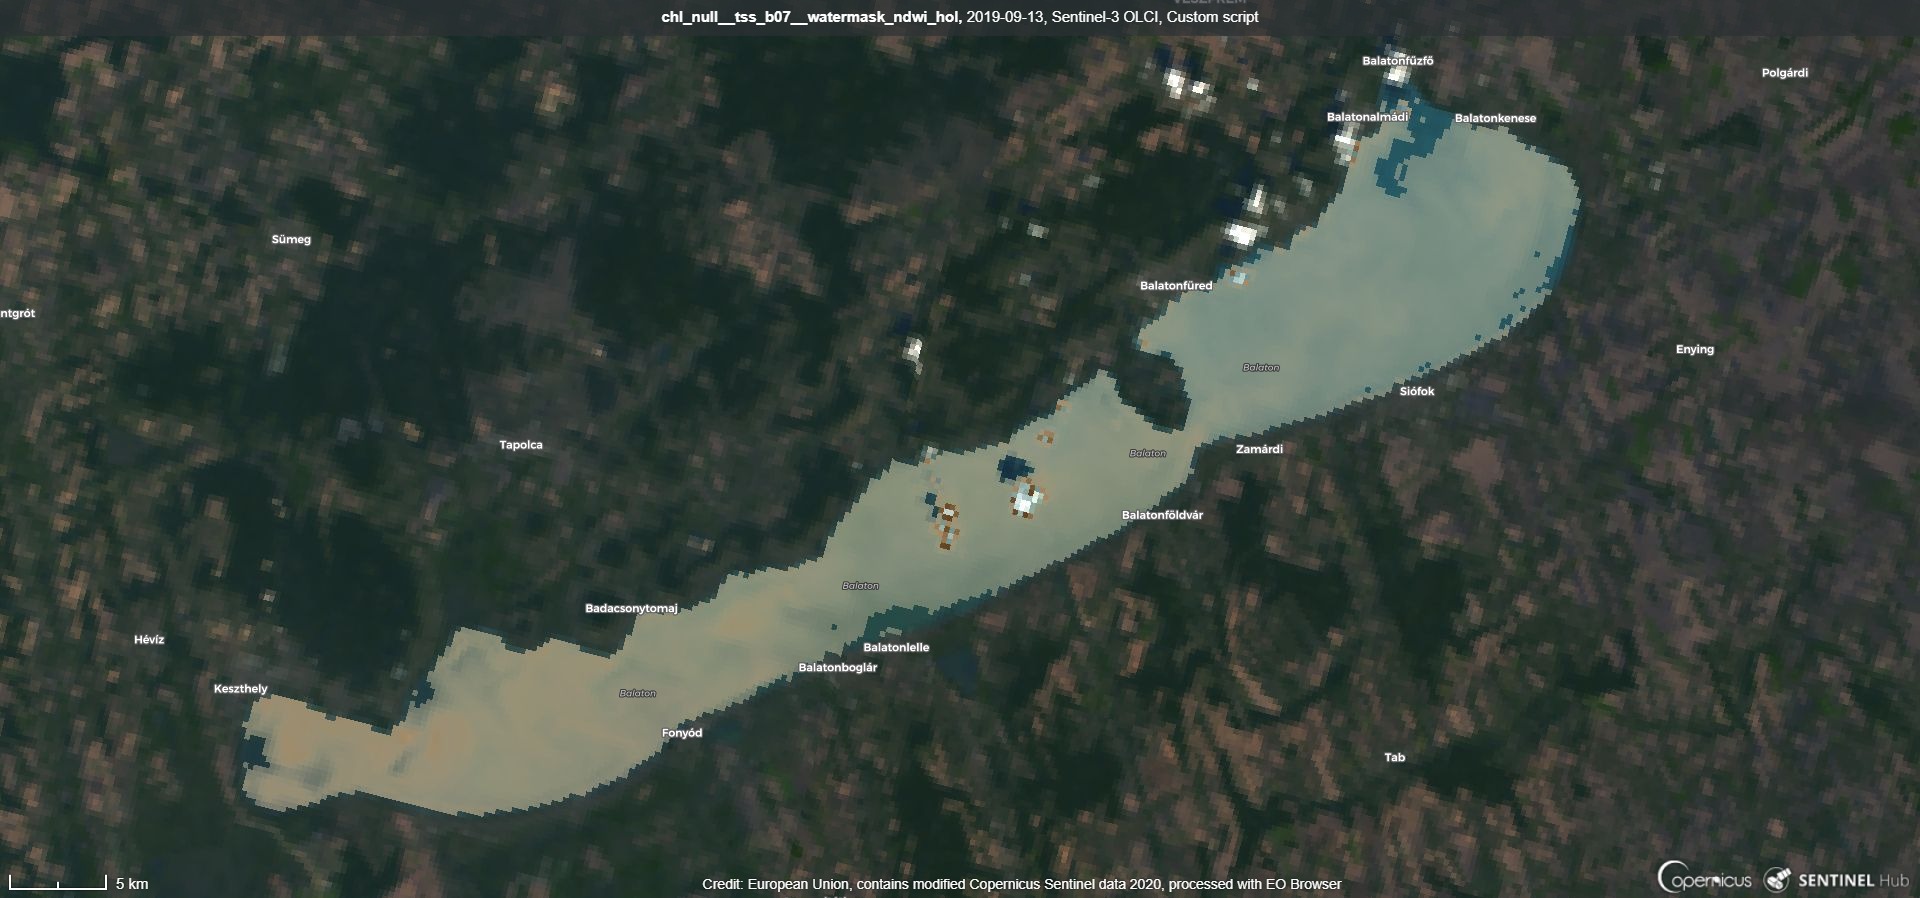 chl_null__tss_b07__watermask_ndwi_hol, 2019-09-13, Sentinel-3 OLCI, Custom script
Balatonfűzfő
Polgárdi
Balatonalmádi
Balatonkenese
Sümeg
Balatonfüred
ntgrót
Enying
Balaton
Siófok
Tapolca
Zamárdi
Balaton
Balatonföldvár
Balaton
Badacsonytomaj
Hévíz
Balatonlelle
Balatonboglár
Keszthely
Balaton
Fonyód
Tab
5 km
Credit: European Union, contains modified Copernicus Sentinel data 2020, processed with EO Browser
opernicus
SENTINEL Hub